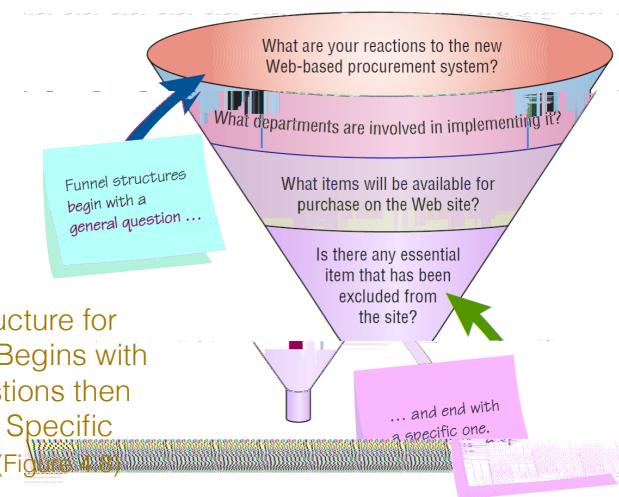 What are your reactions to the new
Web-based procurement system?
What departments are involved in implementing it?
Funnel structures
begin with a
general question ...
What items will be available for
purchase on the Web site?
Is there any essential
item that has been
excluded from
the site?
ucture for
Begins with
stions then
Specific
(Figure 4-8)
... and end with
a specific one.